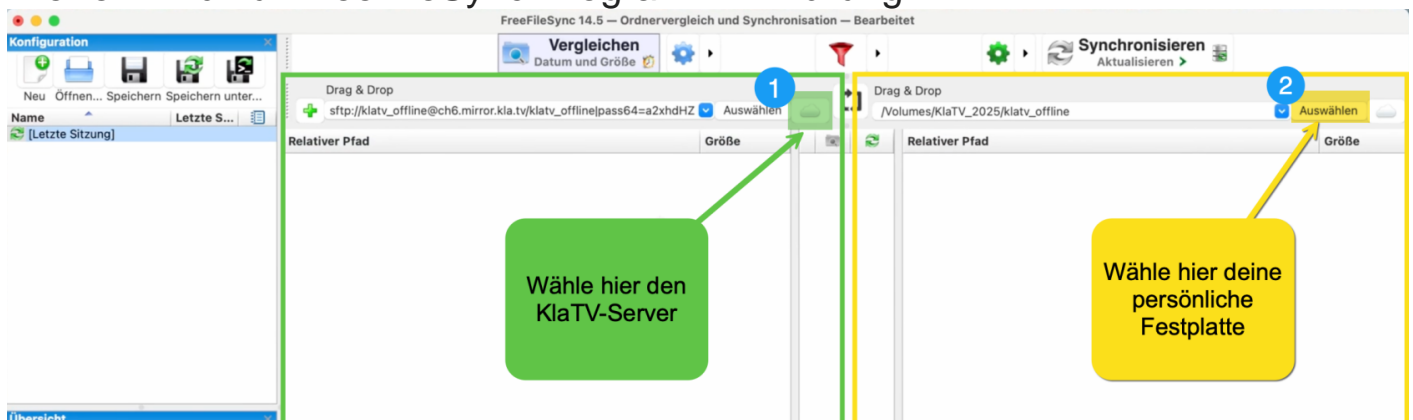 FreeFileSync 14.5 — Ordnervergleich und Synchronisation — Bearbeitet
Konfiguration
Vergleichen
Datum und Größe
Synchronisieren
Aktualisieren >
Neu Öffnen... Speichern Speichern unter...
Name Letzte S...
[Letzte Sitzung]
Drag & Drop
1
sftp://klatv_offline@ch6.mirror.kla.tv/klatv_offline|pass64=a2xhdHZ
Auswählen
Drag & Drop
2
/Volumes/KlaTV_2025/klatv_offline
Auswählen
Relativer Pfad Größe
Relativer Pfad Größe
Wähle hier den
KlaTV-Server
Wähle hier deine
persönliche
Festplatte
Übersicht